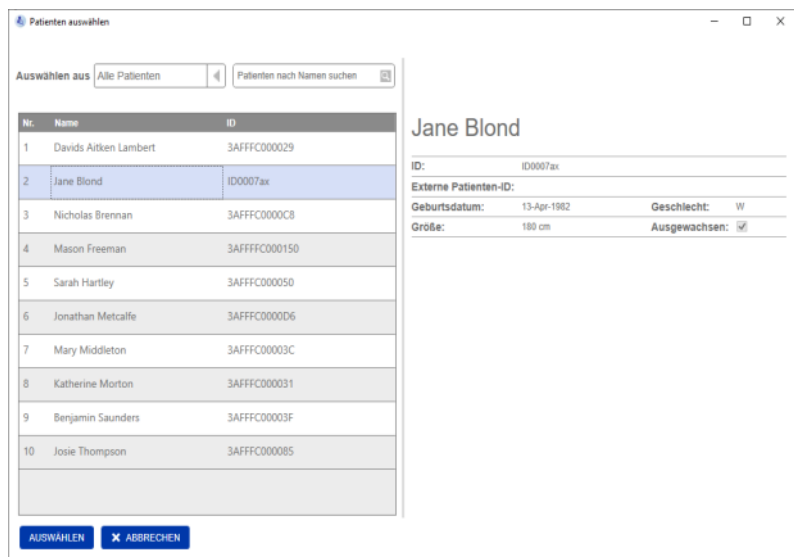 Patienten auswählen
Auswählen aus Alle Patienten Patienten nach Namen suchen
Nr. Name ID
1 Davids Aitken Lambert 3AFFFC000029
2 Jane Blond ID0007ax
3 Nicholas Brennan 3AFFFC0000C8
4 Mason Freeman 3AFFFFC000150
5 Sarah Hartley 3AFFFC000050
6 Jonathan Metcalfe 3AFFFC0000D6
7 Mary Middleton 3AFFFC00003C
8 Katherine Morton 3AFFFC000031
9 Benjamin Saunders 3AFFFC00003F
10 Josie Thompson 3AFFFC000085
AUSWÄHLEN ABBRECHEN
Jane Blond
ID: ID0007ax
Externe Patienten-ID:
Geburtsdatum: 13-Apr-1982 Geschlecht: W
Größe: 180 cm Ausgewachsen: